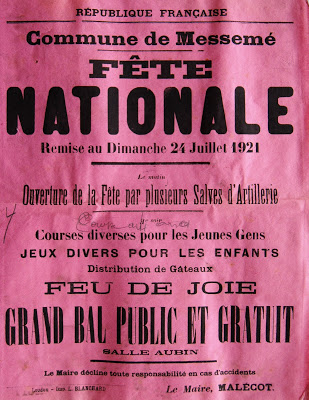 RÉPUBLIQUE FRANÇAISE
Commune de Messemé
FÊTE
NATIONALE
Remise au Dimanche 24 Juillet 1921
Le matin
Ouverture de la Fête par plusieurs Salves d'Artillerie
Courses diverses pour les Jeunes Gens
JEUX DIVERS POUR LES ENFANTS
Distribution de Gâteaux
FEU DE JOIE
GRAND BAL PUBLIC ET GRATUIT
SALLE AUBIN
Le Maire décline toute responsabilité en cas d'accidents
Loudun - Imp. L. BLANCHARD
Le Maire, MALÉCOT.